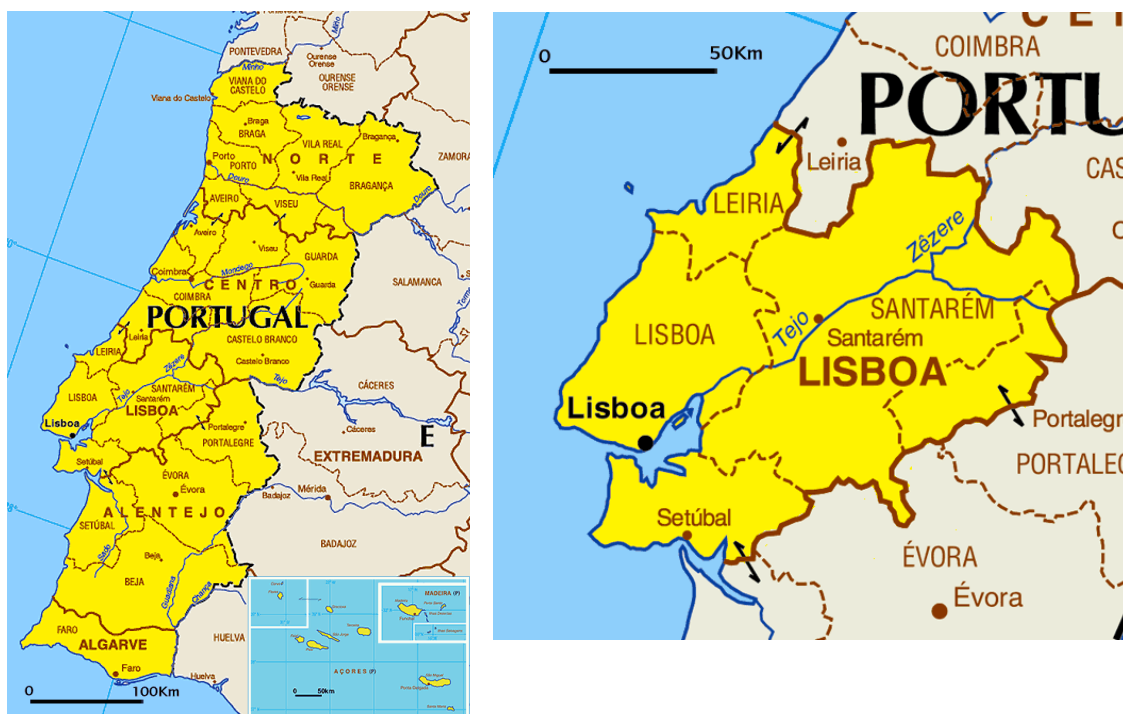 PONTEVEDRA
Minho
Miño
Ourense
Orense
OURENSE
ORENSE
VIANA DO
CASTELO
Viana do Castelo
Braga
BRAGA
VILA REAL
Bragança
Porto
PORTO
NORTE
ZAMORA
Vila Real
BRAGANÇA
Douro
Douro
AVEIRO
VISEU
Aveiro
Viseu
GUARDA
Coimbra
Mondego
SALAMANCA
CENTRO
Guarda
COIMBRA
PORTUGAL
Leiria
CASTELO BRANCO
LEIRIA
Castelo Branco
Zêzere
Tejo
LISBOA
Tejo
SANTARÉM
Santarém
LISBOA
CÁCERES
Lisboa
Portalegre
PORTALEGRE
Cáceres
E
Setúbal
EXTREMADURA
ÉVORA
Évora
Badajoz
Mérida
ALENTEJO
SETÚBAL
Sado
BADAJOZ
Beja
BEJA
Guadiana
Chança
FARO
ALGARVE
HUELVA
Faro
Huelva
0
100Km
MADEIRA (P)
AÇORES (P)
0
50km
0
50Km
COIMBRA
PORTU
Leiria
CAS
LEIRIA
Zêzere
LISBOA
Tejo
SANTARÉM
Santarém
LISBOA
Lisboa
Portalegr
PORTALEG
Setúbal
ÉVORA
Évora